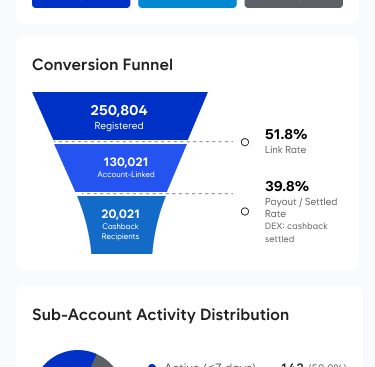 Conversion Funnel
250,804
Registered
51.8%
Link Rate
130,021
Account-Linked
39.8%
Payout / Settled
Rate
DEX: cashback
settled
20,021
Cashback
Recipients
Sub-Account Activity Distribution